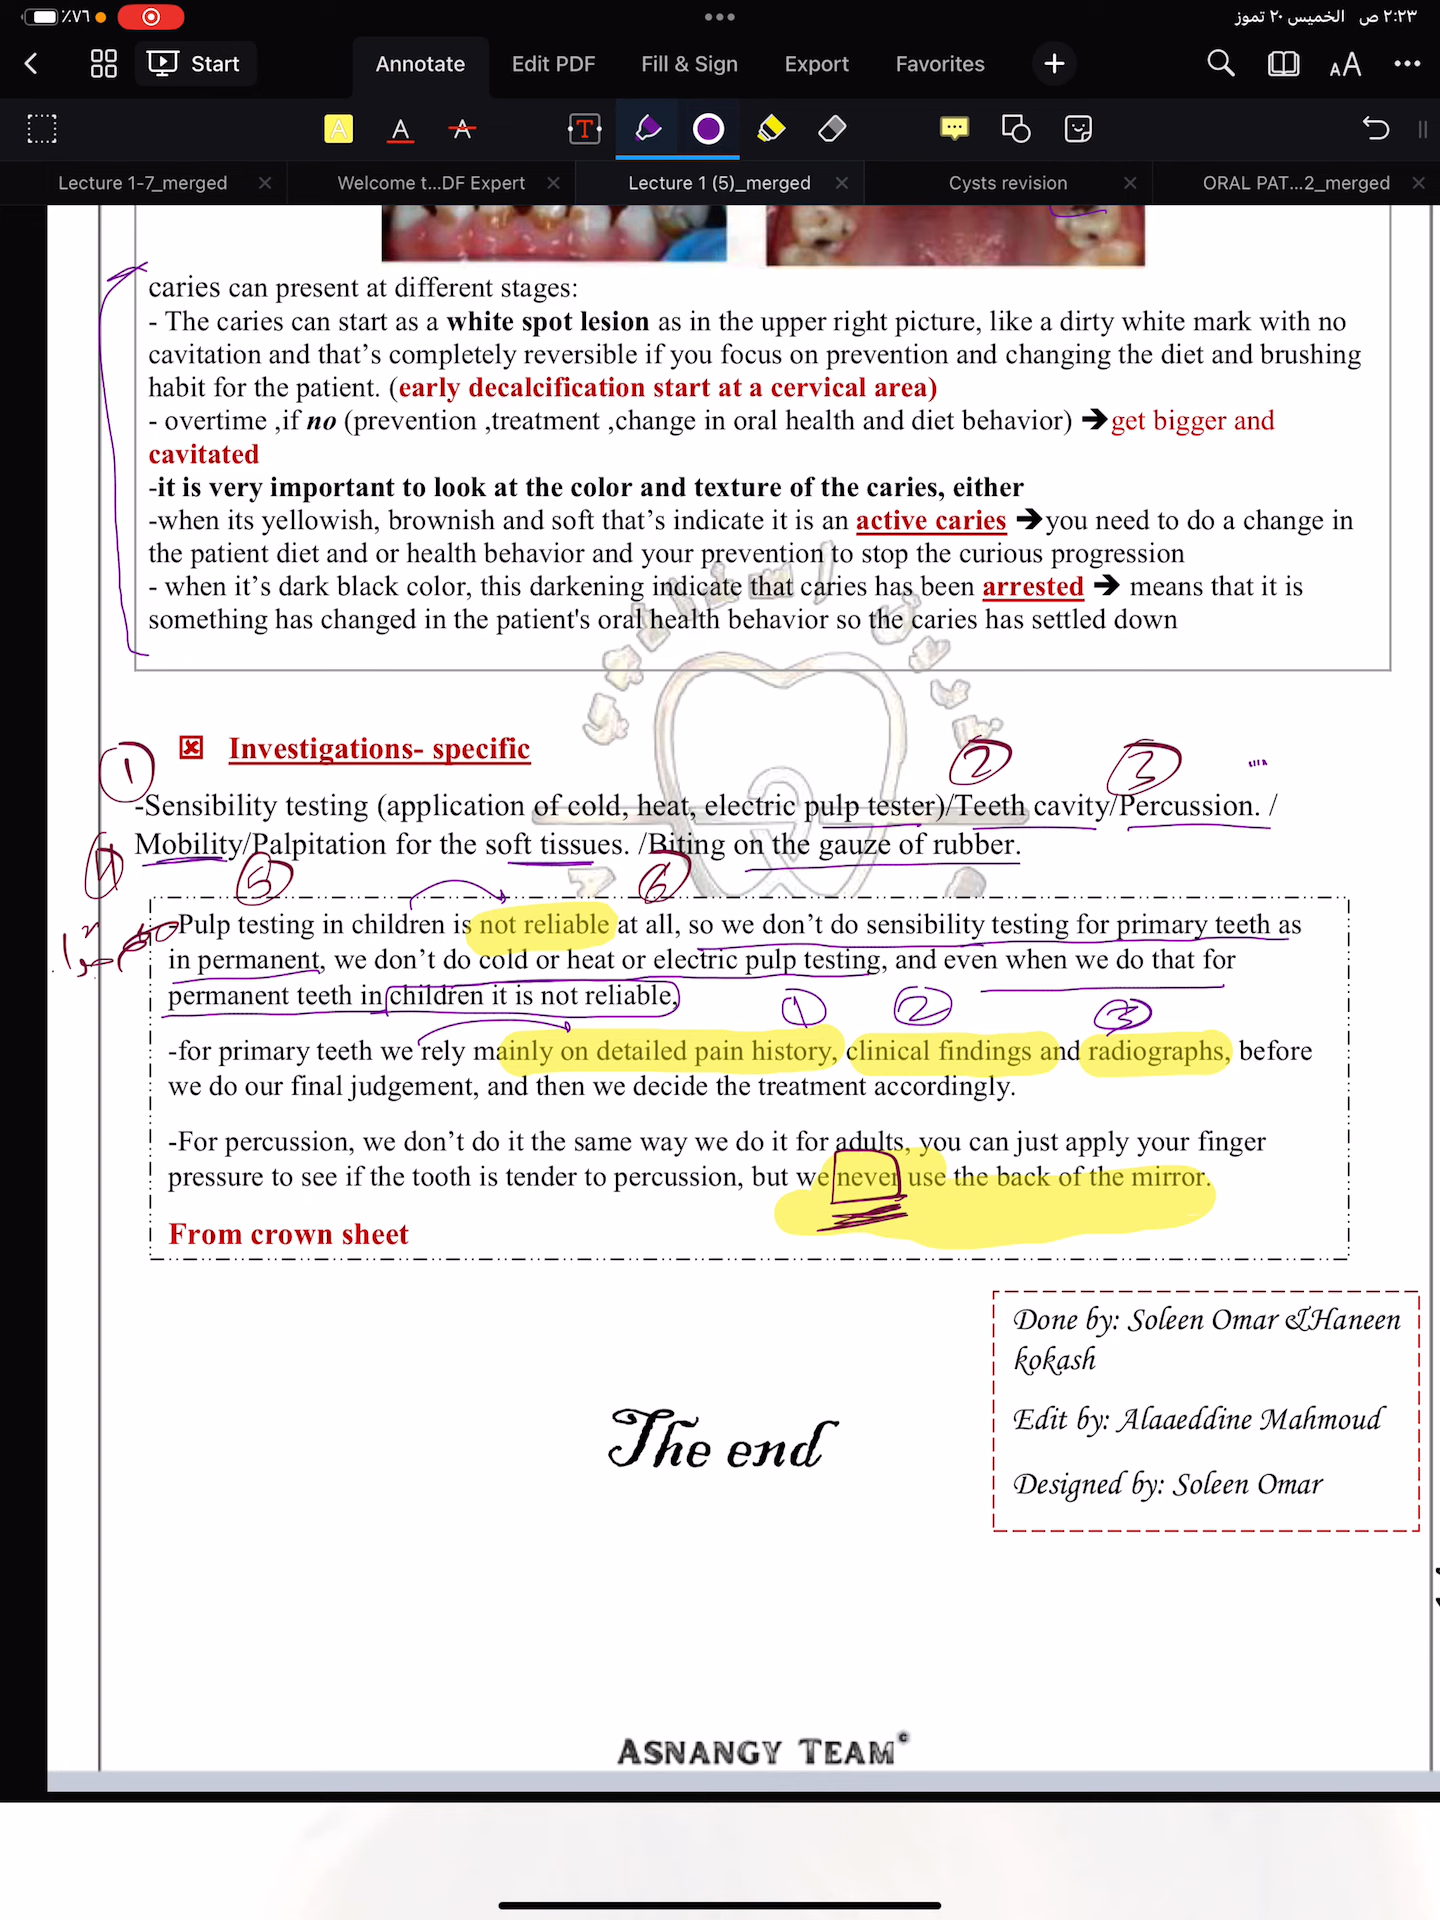 ٪٧٦
٢:٢٣ ص الخميس ٢٠ تموز
Start
Annotate
Edit PDF
Fill & Sign
Export
Favorites
AA
A A A T
Lecture 1-7_merged
Welcome t...DF Expert
Lecture 1 (5)_merged
Cysts revision
ORAL PAT...2_merged
caries can present at different stages:
- The caries can start as a white spot lesion as in the upper right picture, like a dirty white mark with no
cavitation and that’s completely reversible if you focus on prevention and changing the diet and brushing
habit for the patient. (early decalcification start at a cervical area)
- overtime ,if no (prevention ,treatment ,change in oral health and diet behavior) ➔get bigger and
cavitated
-it is very important to look at the color and texture of the caries, either
-when its yellowish, brownish and soft that’s indicate it is an active caries ➔you need to do a change in
the patient diet and or health behavior and your prevention to stop the curious progression
- when it’s dark black color, this darkening indicate that caries has been arrested ➔ means that it is
something has changed in the patient's oral health behavior so the caries has settled down
Investigations- specific
1 2 3
-Sensibility testing (application of cold, heat, electric pulp tester)/Teeth cavity/Percussion. /
Mobility/Palpitation for the soft tissues. /Biting on the gauze of rubber.
4 5 6
-Pulp testing in children is not reliable at all, so we don’t do sensibility testing for primary teeth as
in permanent, we don’t do cold or heat or electric pulp testing, and even when we do that for
permanent teeth in children it is not reliable,
1 2 3
-for primary teeth we rely mainly on detailed pain history, clinical findings and radiographs, before
we do our final judgement, and then we decide the treatment accordingly.
-For percussion, we don’t do it the same way we do it for adults, you can just apply your finger
pressure to see if the tooth is tender to percussion, but we never use the back of the mirror.
From crown sheet
Done by: Soleen Omar &Haneen
kokash
Edit by: Alaaeddine Mahmoud
Designed by: Soleen Omar
The end
ASNANGY TEAM©